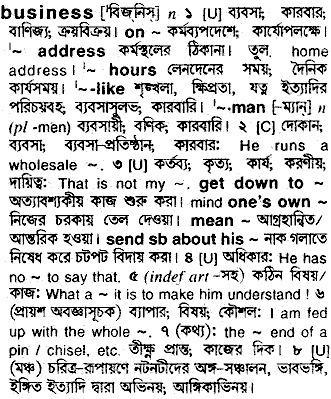 business ['বিজ়্‌নিস্] n ১ [U] ব্যবসা; কারবার;
বাণিজ্য; ক্রয়বিক্রয়। on ~ কর্মব্যপদেশে; কার্যোপলক্ষে।
'~ address কর্মস্থলের ঠিকানা। তুল home
address। '~ hours লেনদেনের সময়; দৈনিক
কার্যসময়। '~-like শৃঙ্খলা, ক্ষিপ্রতা, যত্ন ইত্যাদির
পরিচয়বহ; ব্যবসাসুলভ; কারবারি। '~·man [-ম্যান্] n
(pl -men) ব্যবসায়ী; বণিক; কারবারি। ২ [C] দোকান;
ব্যবসা; ব্যবসা-প্রতিষ্ঠান; কারবার: He runs a
wholesale ~. ৩ [U] কর্তব্য; কৃত্য; কার্য; করণীয়;
দায়িত্ব: That is not my ~. get down to ~
অত্যাবশ্যকীয় কাজ শুরু করা। mind one's own ~
নিজের চরকায় তেল দেওয়া। mean ~ আগ্রহান্বিত/
আন্তরিক হওয়া। send sb about his ~ নাক গলাতে
নিষেধ করে চটপট বিদায় করা। ৪ [U] অধিকার: He has
no ~ to say that. ৫ (indef art -সহ) কঠিন বিষয়/
কাজ: What a ~ it is to make him understand ! ৬
(প্রায়শ অবজ্ঞাসূচক) ব্যাপার; বিষয়; কৌশল: I am fed
up with the whole ~. ৭ (কথ্য): the ~ end of a
pin / chisel, etc. তীক্ষ্ণ প্রান্ত; কাজের দিক। ৮ [U]
(মঞ্চ) চরিত্র-রূপায়ণে নটনটীদের অঙ্গ-সঞ্চালন, ভাবভঙ্গি,
ইঙ্গিত ইত্যাদি দ্বারা অভিনয়; আঙ্গিকাভিনয়।